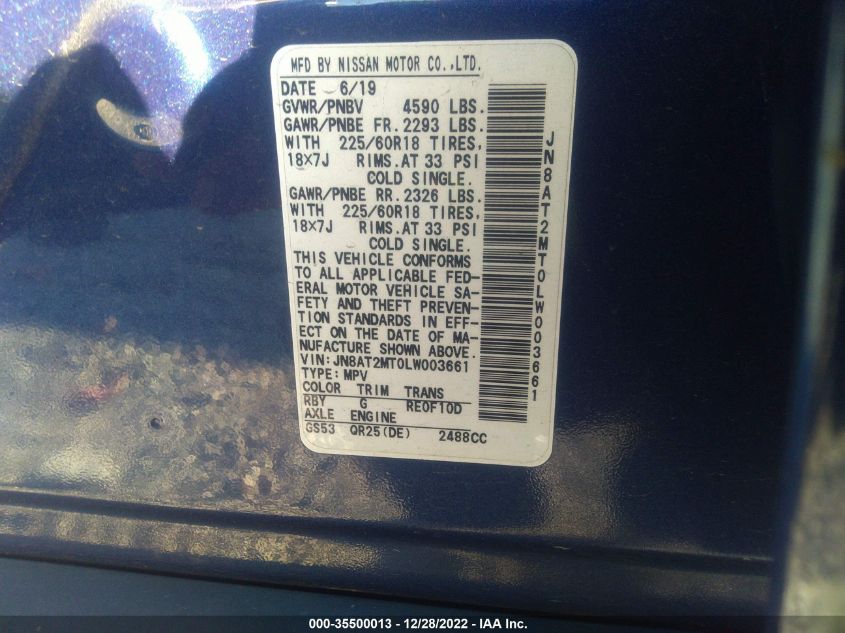 MFD BY NISSAN MOTOR CO.,LTD.
DATE 6/19
GVWR/PNBV 4590 LBS.
GAWR/PNBE FR.2293 LBS.
WITH 225/60R18 TIRES,
18×7J RIMS.AT 33 PSI
COLD SINGLE.
GAWR/PNBE RR.2326 LBS.
WITH 225/60R18 TIRES,
18×7J RIMS.AT 33 PSI
COLD SINGLE.
THIS VEHICLE CONFORMS
TO ALL APPLICABLE FED-
ERAL MOTOR VEHICLE SA-
FETY AND THEFT PREVEN-
TION STANDARDS IN EFF-
ECT ON THE DATE OF MA-
NUFACTURE SHOWN ABOVE.
VIN:JN8AT2MT0LW003661
TYPE:MPV
COLOR TRIM TRANS
RBY G RE0F10D
AXLE ENGINE
GS53 QR25(DE) 2488CC
JN8AT2MT0LW003661
000-35500013 - 12/28/2022 - IAA Inc.